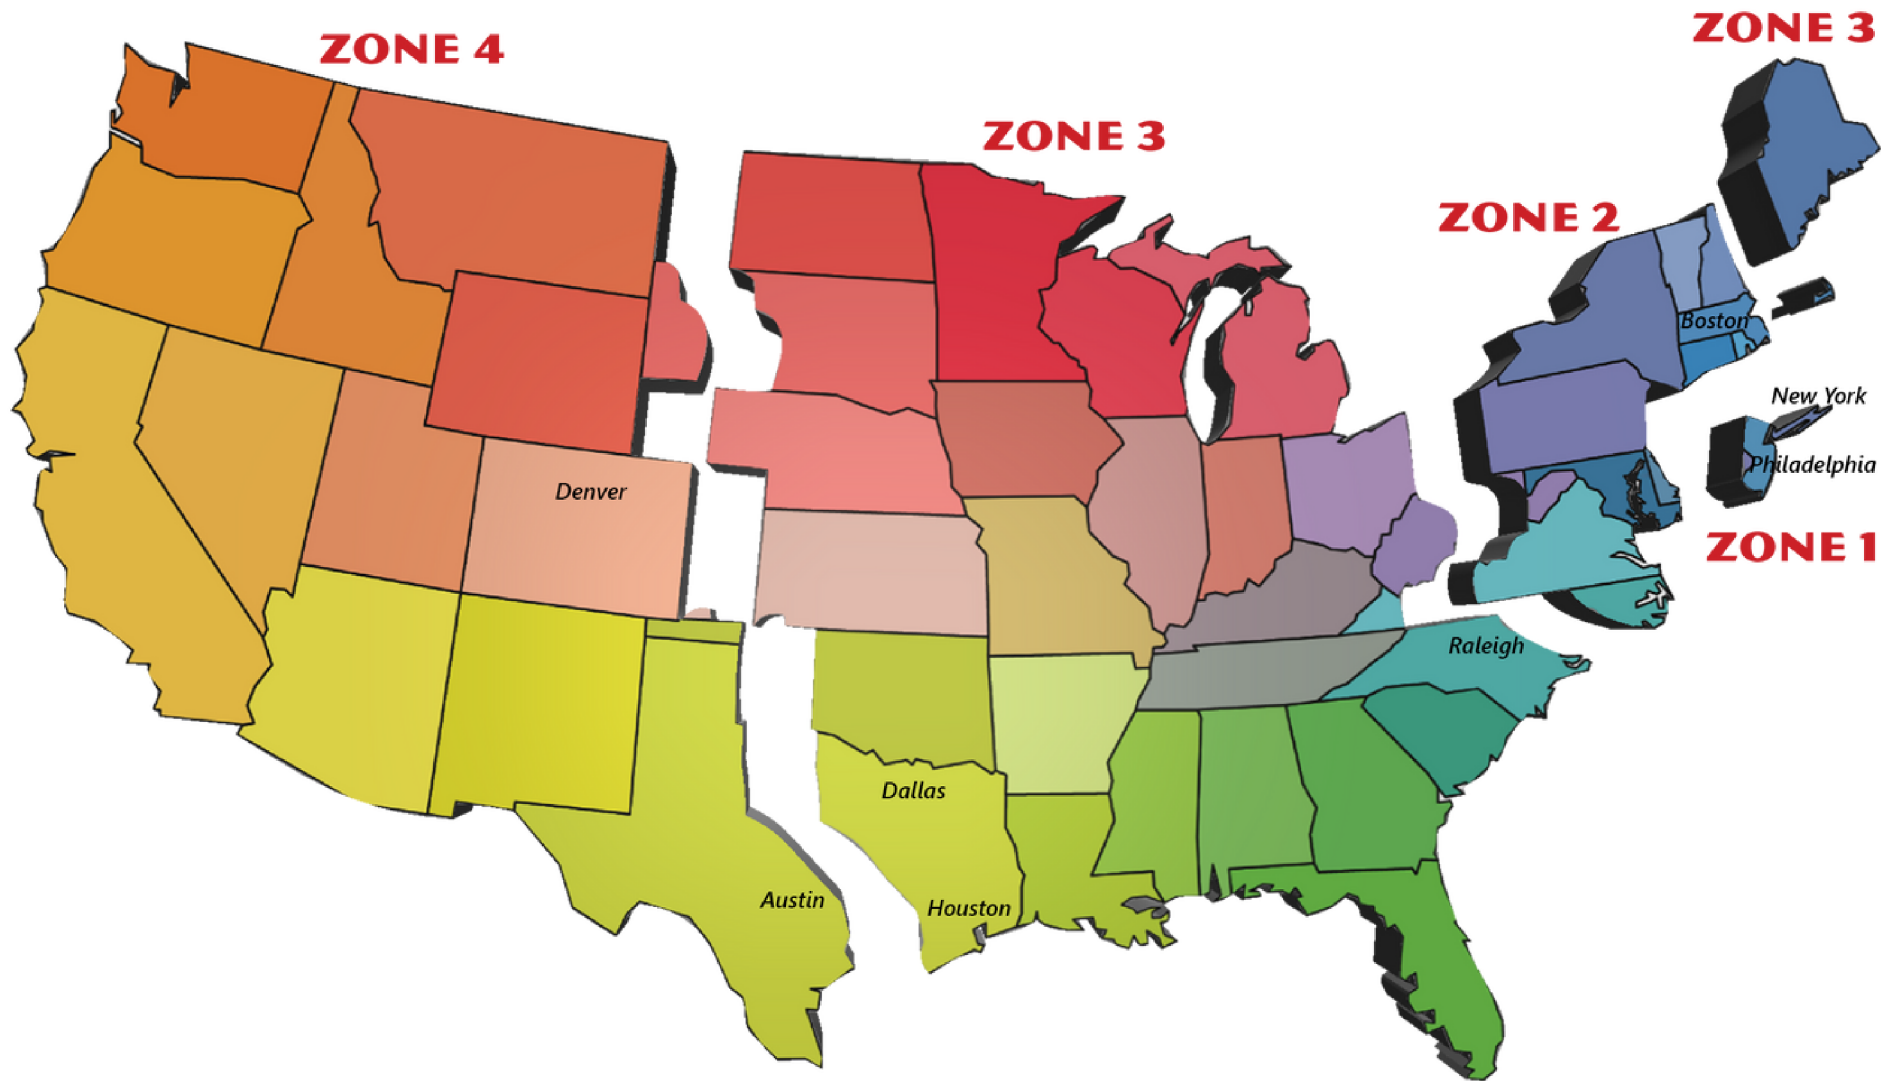 ZONE 3
ZONE 4
ZONE 3
ZONE 2
Boston
New York
Philadelphia
Denver
ZONE 1
Raleigh
Dallas
Austin
Houston